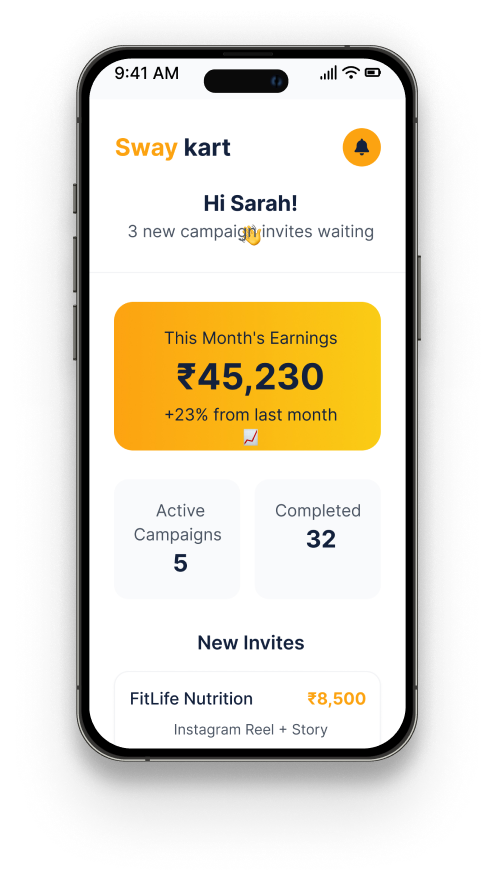 9:41 AM
Sway kart
Hi Sarah!
3 new campaign invites waiting
This Month's Earnings
₹45,230
+23% from last month
Active
Campaigns
5
Completed
32
New Invites
FitLife Nutrition ₹8,500
Instagram Reel + Story